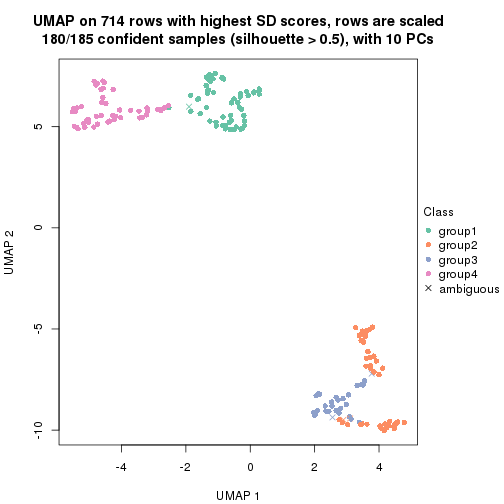 UMAP on 714 rows with highest SD scores, rows are scaled
180/185 confident samples (silhouette > 0.5), with 10 PCs
5
0
-5
-10
UMAP 2
-4
-2
0
2
4
UMAP 1
Class
group1
group2
group3
group4
ambiguous